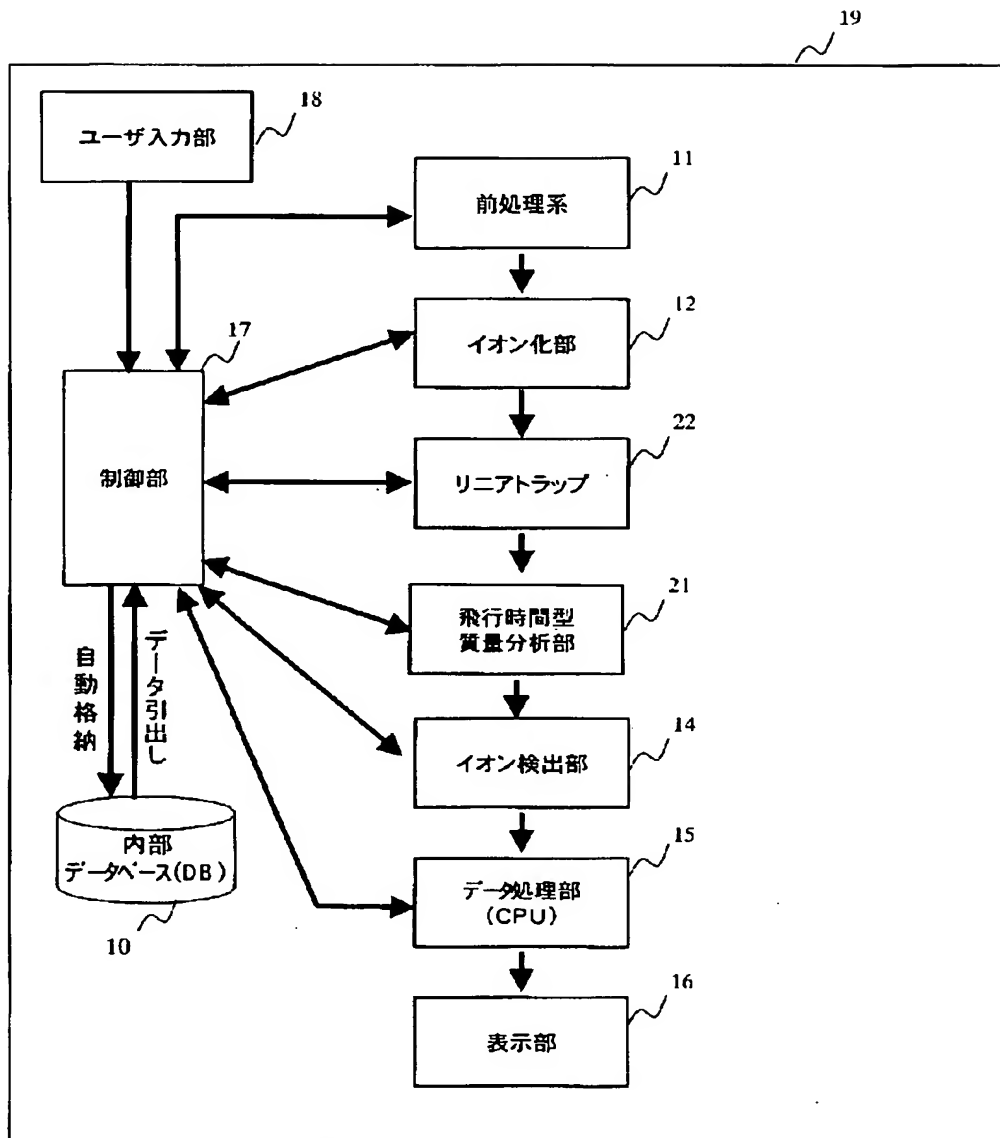 19
ユーザ入力部
18
前処理系
11
イオン化部
12
17
制御部
リニアトラップ
22
飛行時間型
質量分析部
21
自動格納
データ引出し
イオン検出部
14
内部
データベース(DB)
10
データ処理部
(CPU)
15
表示部
16